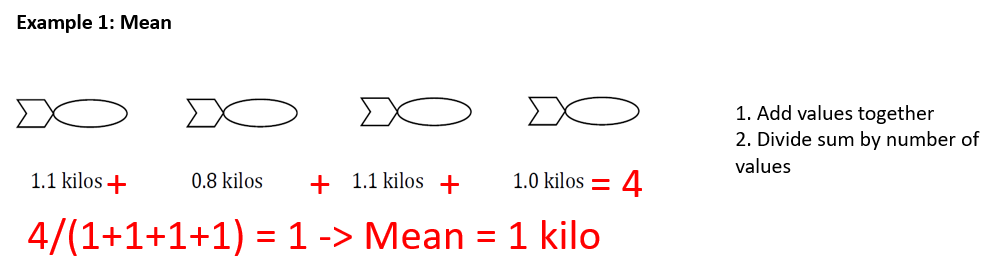 Example 1: Mean
1.1 kilos + 0.8 kilos + 1.1 kilos + 1.0 kilos = 4
4/(1+1+1+1) = 1 -> Mean = 1 kilo
1. Add values together
2. Divide sum by number of
values